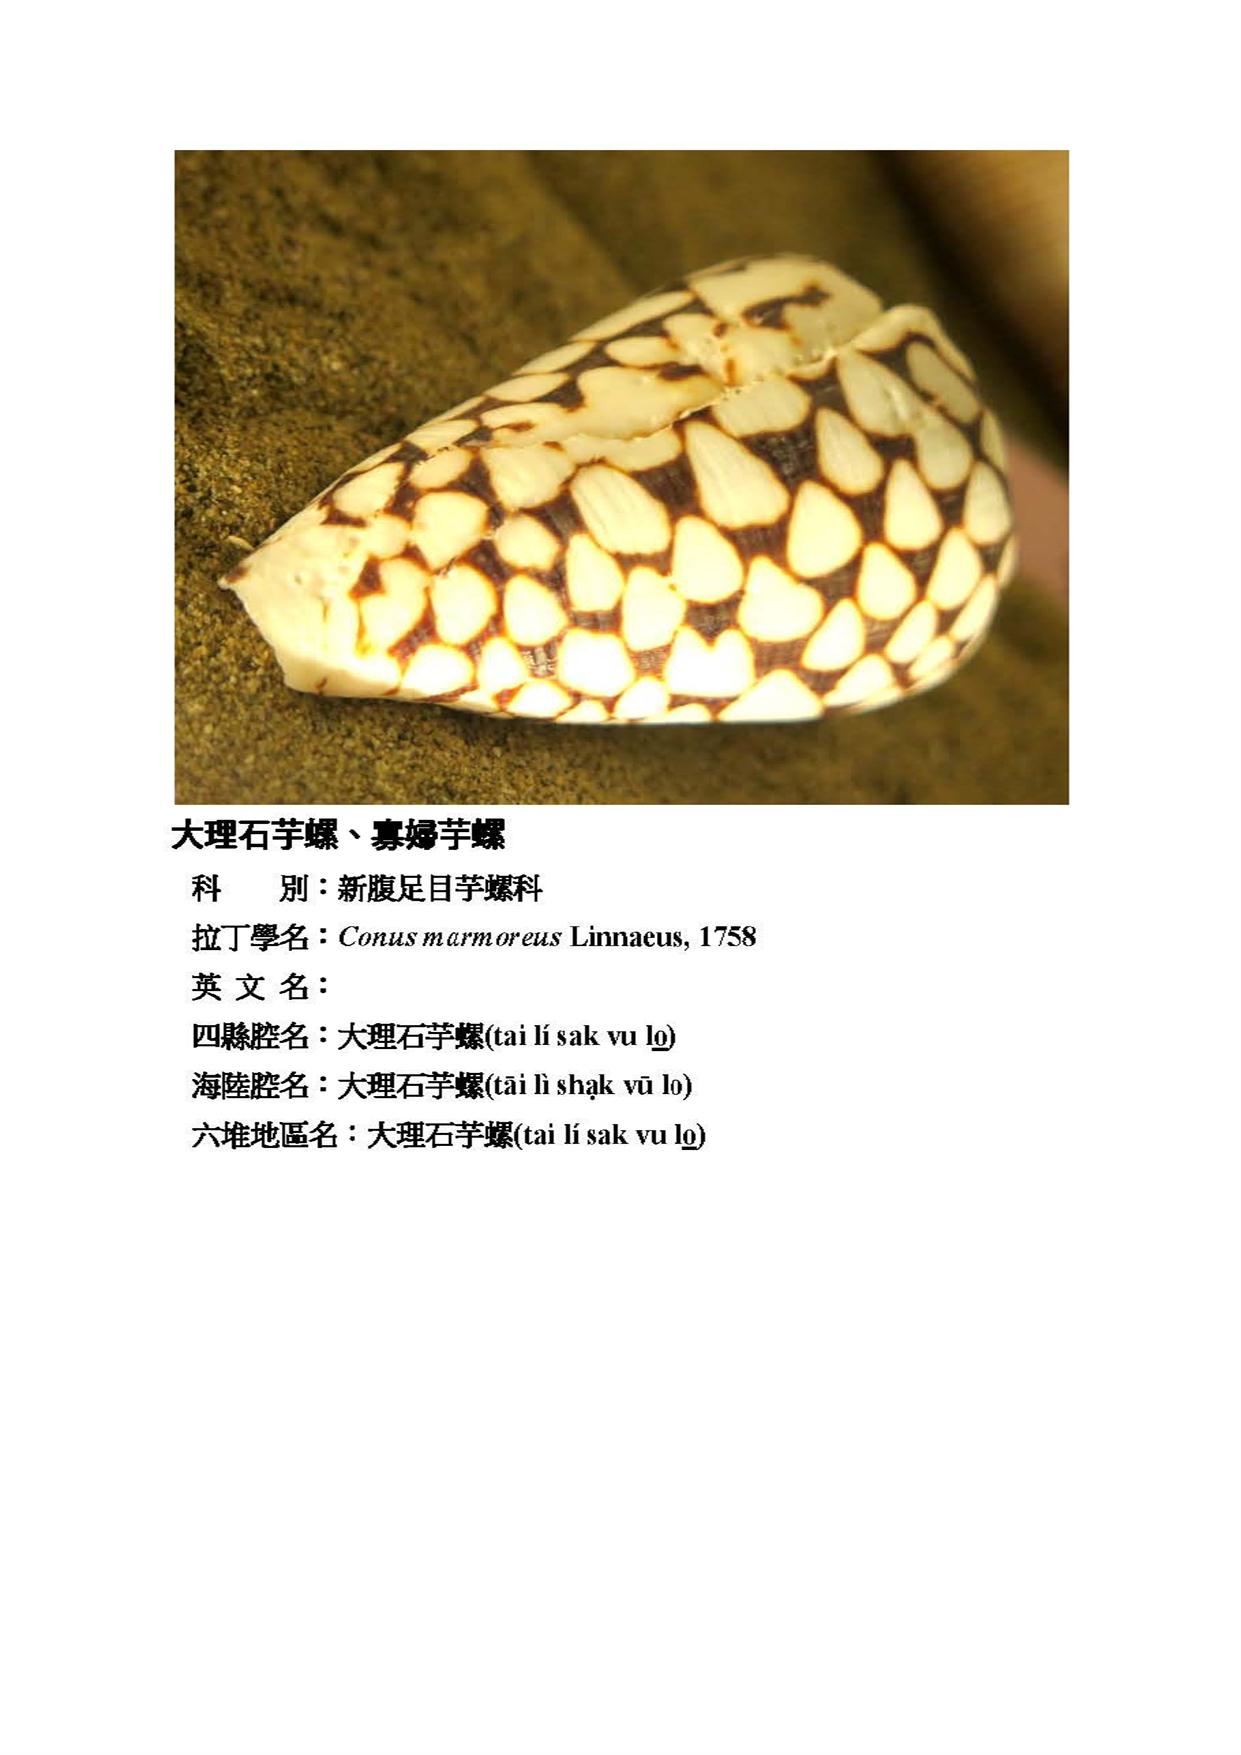 大理石芋螺、寡婦芋螺
科　　別：新腹足目芋螺科
拉丁學名：Conus marmoreus Linnaeus, 1758
英 文 名：
四縣腔名：大理石芋螺(tai lí sak vu lo̲)
海陸腔名：大理石芋螺(tāi lì shạk vū lo)
六堆地區名：大理石芋螺(tai lí sak vu lo̲)